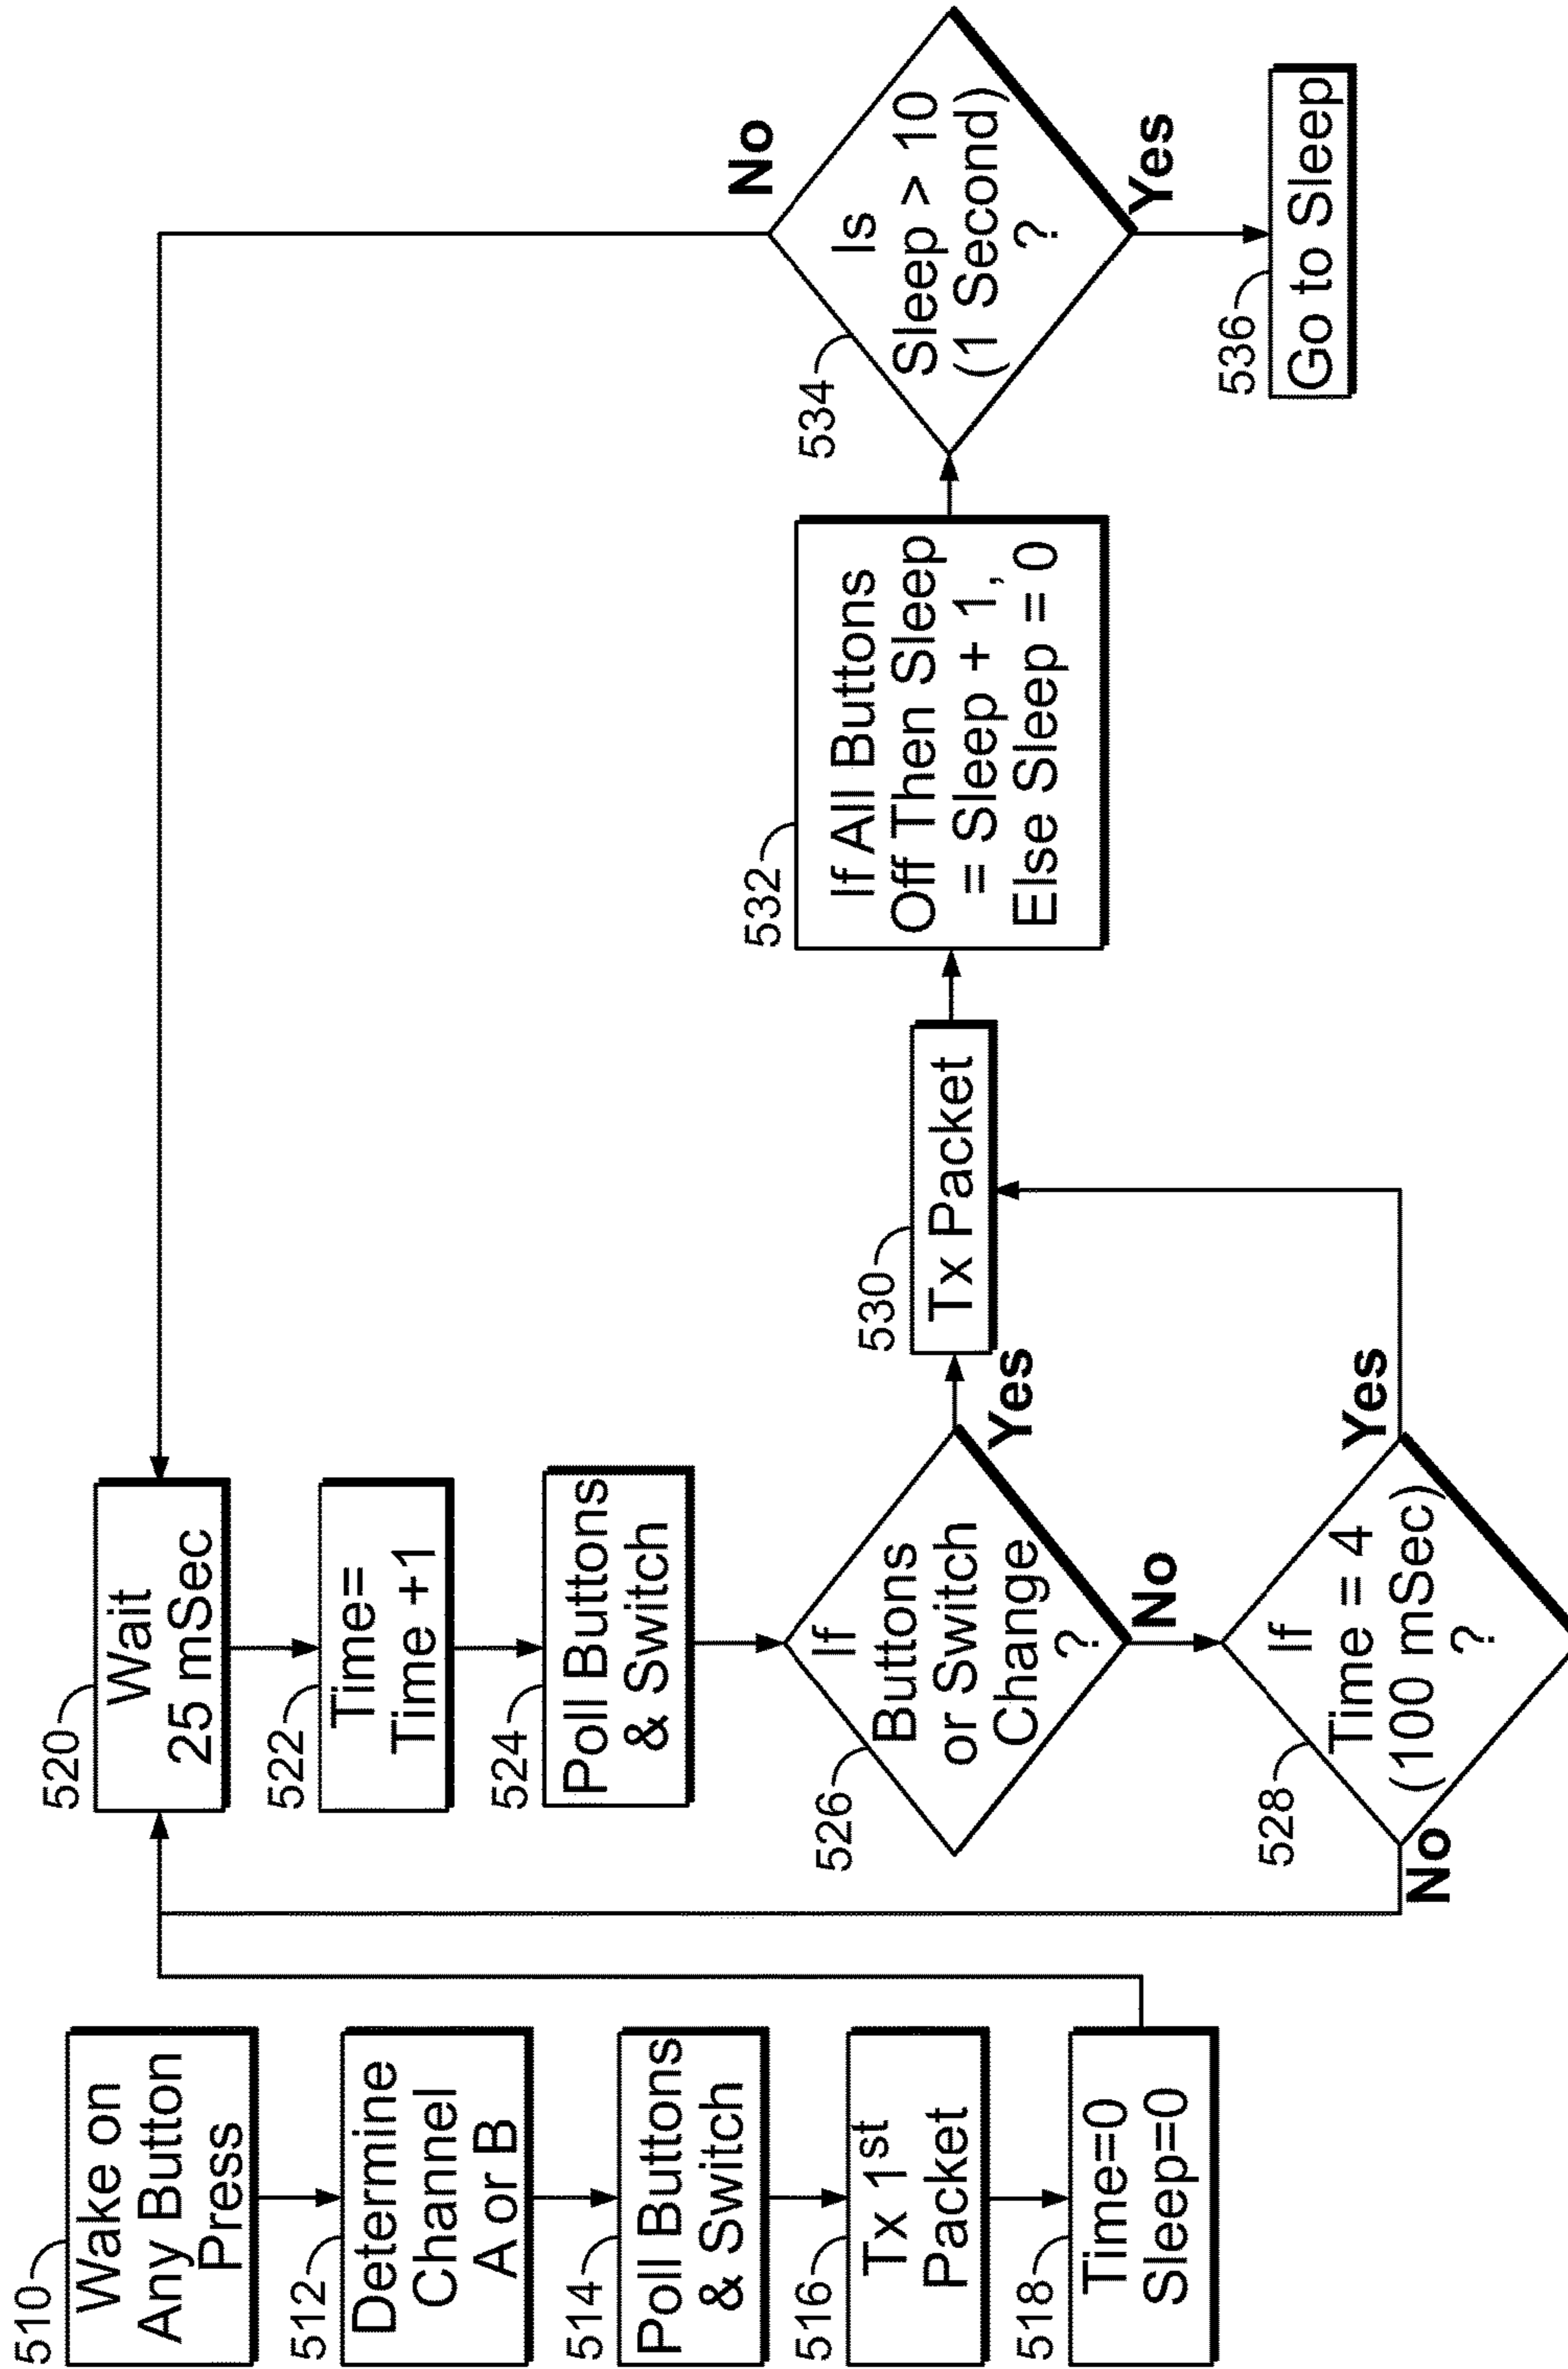 510
Wake on
Any Button
Press
512
Determine
Channel
A or B
514
Poll Buttons
& Switch
516
Tx 1st
Packet
518
Time=0
Sleep=0
520
Wait
25 mSec
522
Time=
Time +1
524
Poll Buttons
& Switch
526
If
Buttons
or Switch
Change
?
Yes
No
528
If
Time = 4
(100 mSec)
?
Yes
No
530
Tx Packet
532
If All Buttons
Off Then Sleep
= Sleep + 1,
Else Sleep = 0
534
Is
Sleep > 10
(1 Second)
?
No
Yes
536
Go to Sleep